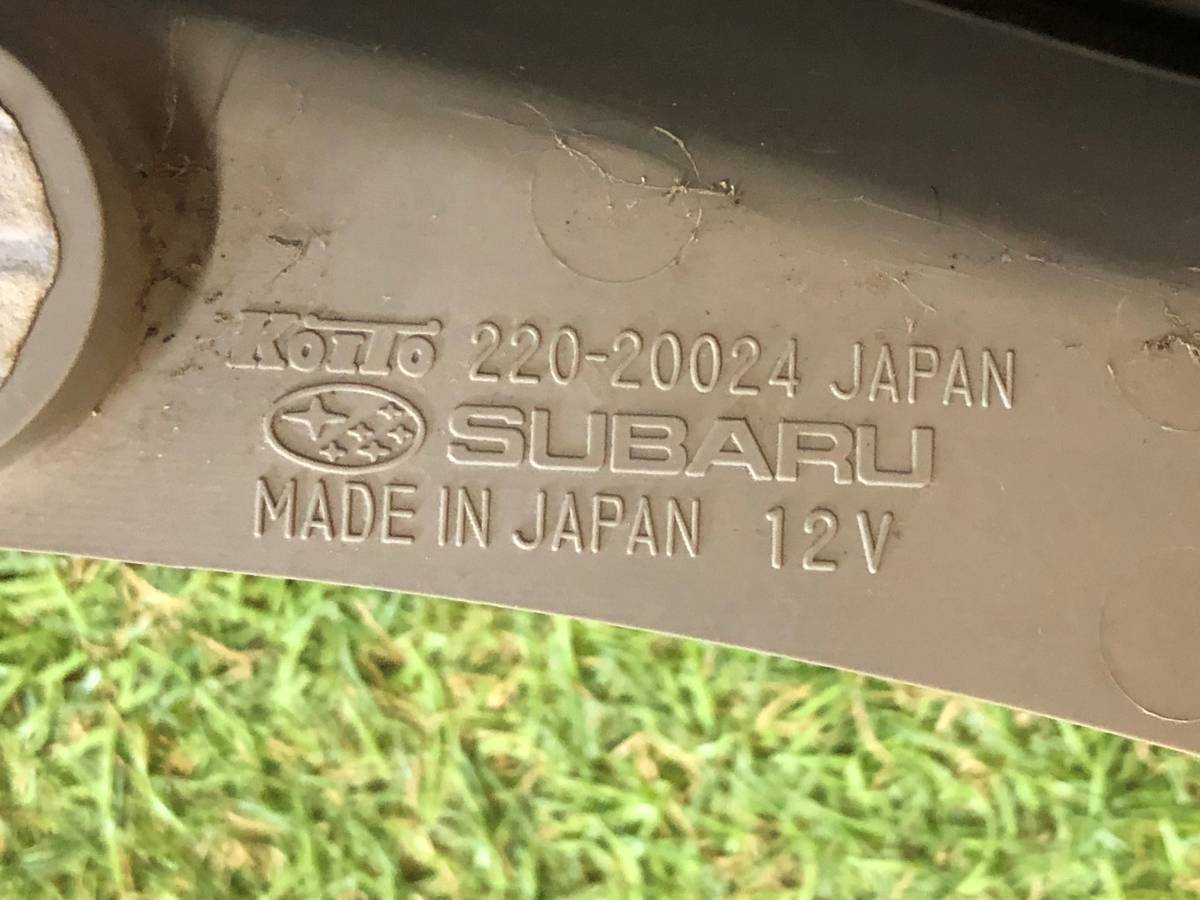 KOITO 220-20024 JAPAN
SUBARU
MADE IN JAPAN 12V